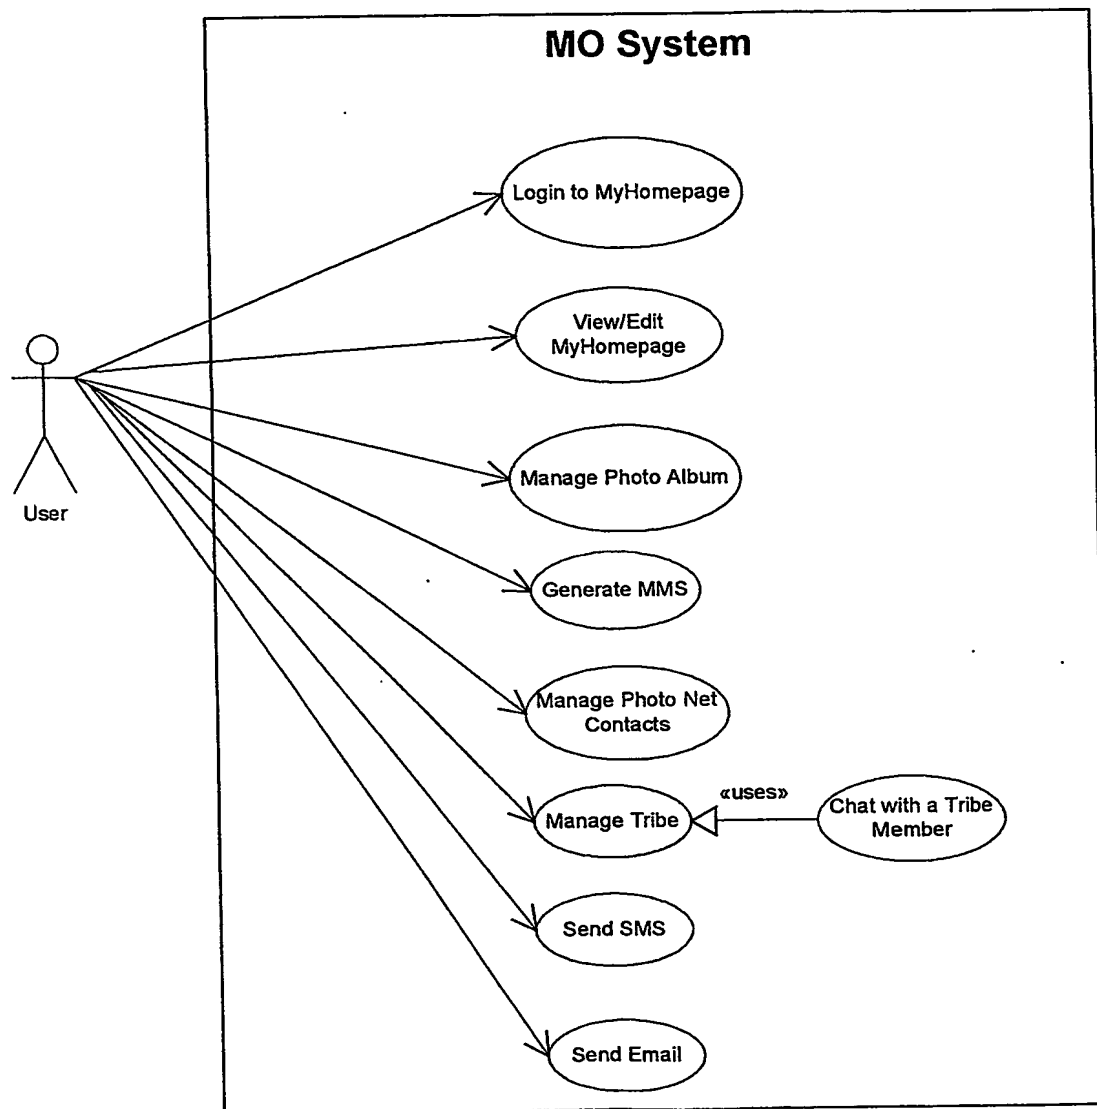 MO System
Login to MyHomepage
View/Edit
MyHomepage
User
Manage Photo Album
Generate MMS
Manage Photo Net
Contacts
Manage Tribe
«uses»
Chat with a Tribe
Member
Send SMS
Send Email